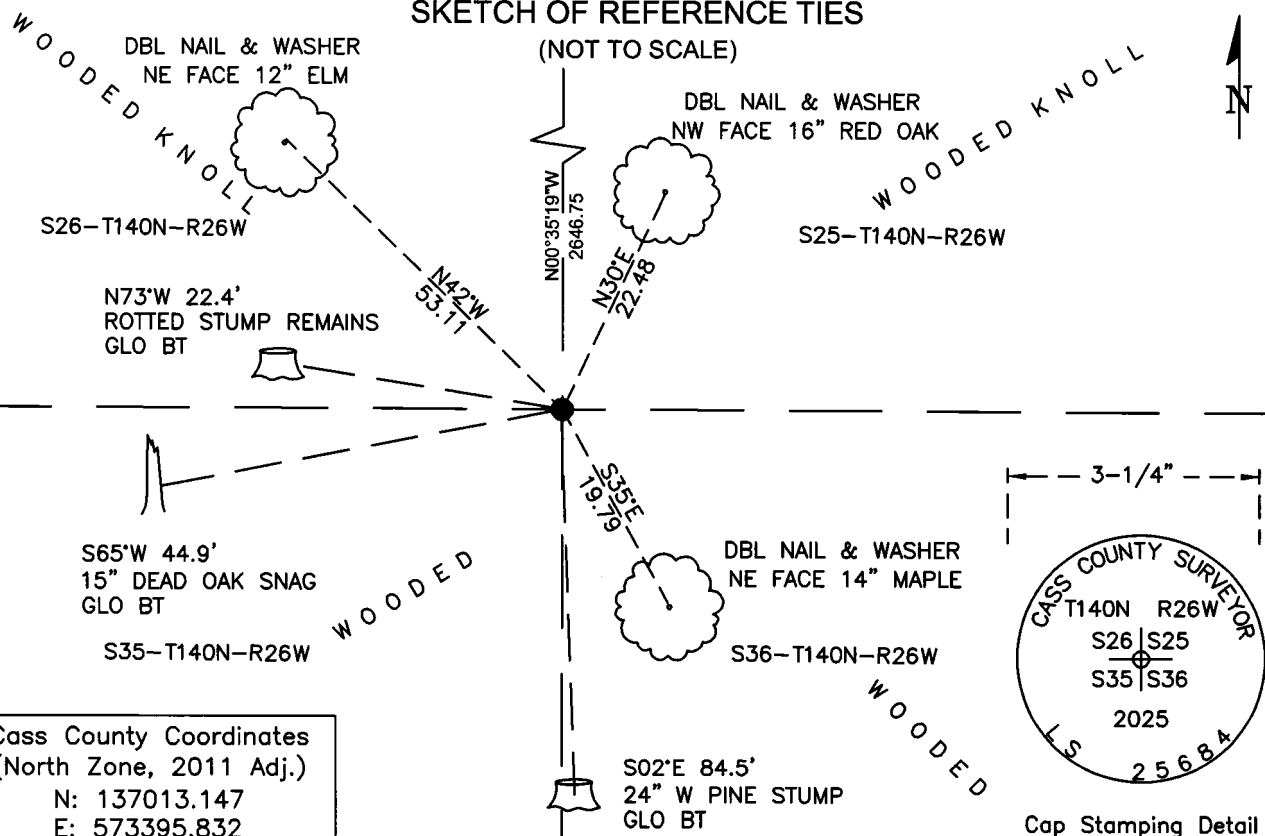 SKETCH OF REFERENCE TIES
(NOT TO SCALE)
WOODED KNOLL
DBL NAIL & WASHER
NE FACE 12" ELM
DBL NAIL & WASHER
NW FACE 16" RED OAK
WOODED KNOLL
N
S26-T140N-R26W
N00°35'19"W
2646.75
S25-T140N-R26W
N42°W
53.11
N30°E
22.48
N73°W 22.4'
ROTTED STUMP REMAINS
GLO BT
S65°W 44.9'
15" DEAD OAK SNAG
GLO BT
WOODED
S35-T140N-R26W
S35°E
19.79
DBL NAIL & WASHER
NE FACE 14" MAPLE
S36-T140N-R26W
WOODED
S02°E 84.5'
24" W PINE STUMP
GLO BT
3-1/4"
CASS COUNTY SURVEYOR
T140N R26W
S26 S25
S35 S36
2025
LS 25684
Cap Stamping Detail
Cass County Coordinates
(North Zone, 2011 Adj.)
N: 137013.147
E: 573395.832